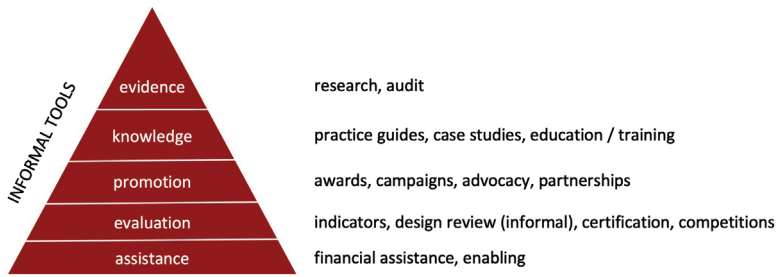 INFORMAL TOOLS
evidence research, audit
knowledge practice guides, case studies, education / training
promotion awards, campaigns, advocacy, partnerships
evaluation indicators, design review (informal), certification, competitions
assistance financial assistance, enabling